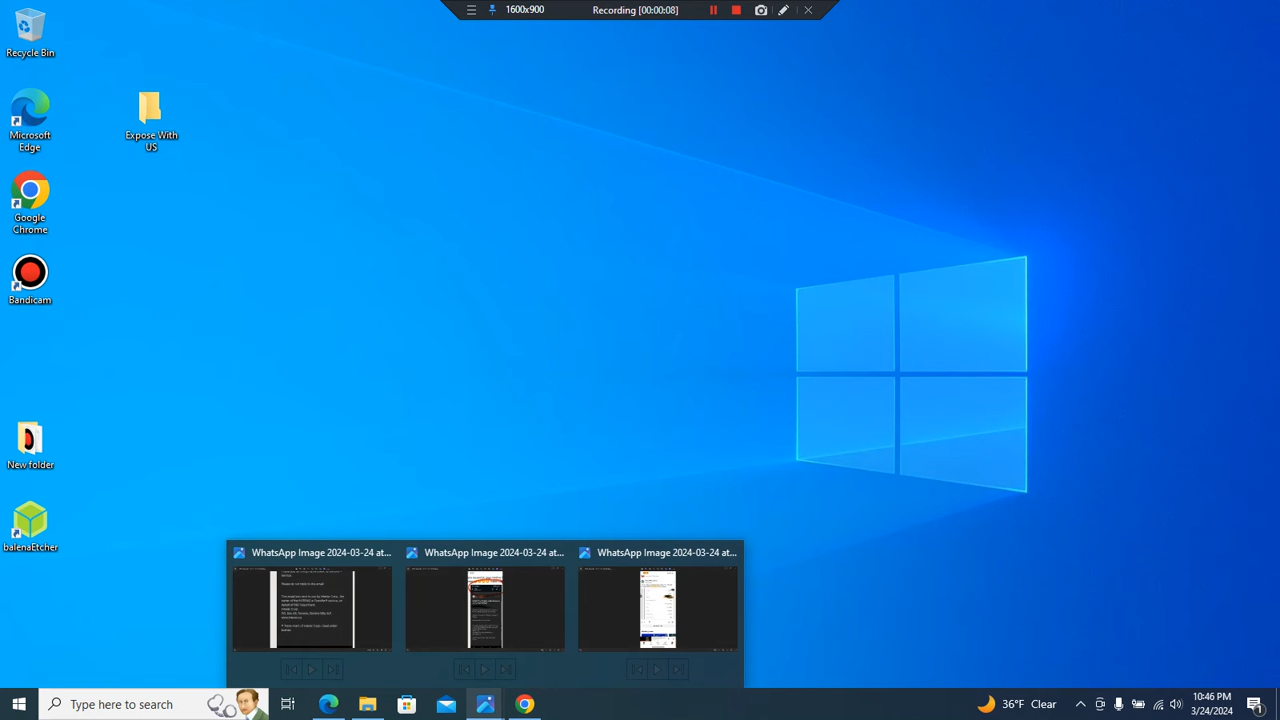 1600x900
Recording [00:00:08]
Recycle Bin
Microsoft
Edge
Expose With
US
Google
Chrome
Bandicam
New folder
balenaEtcher
WhatsApp Image 2024-03-24 at...
WhatsApp Image 2024-03-24 at...
WhatsApp Image 2024-03-24 at...
Type here to search
36°F Clear
10:46 PM
3/24/2024